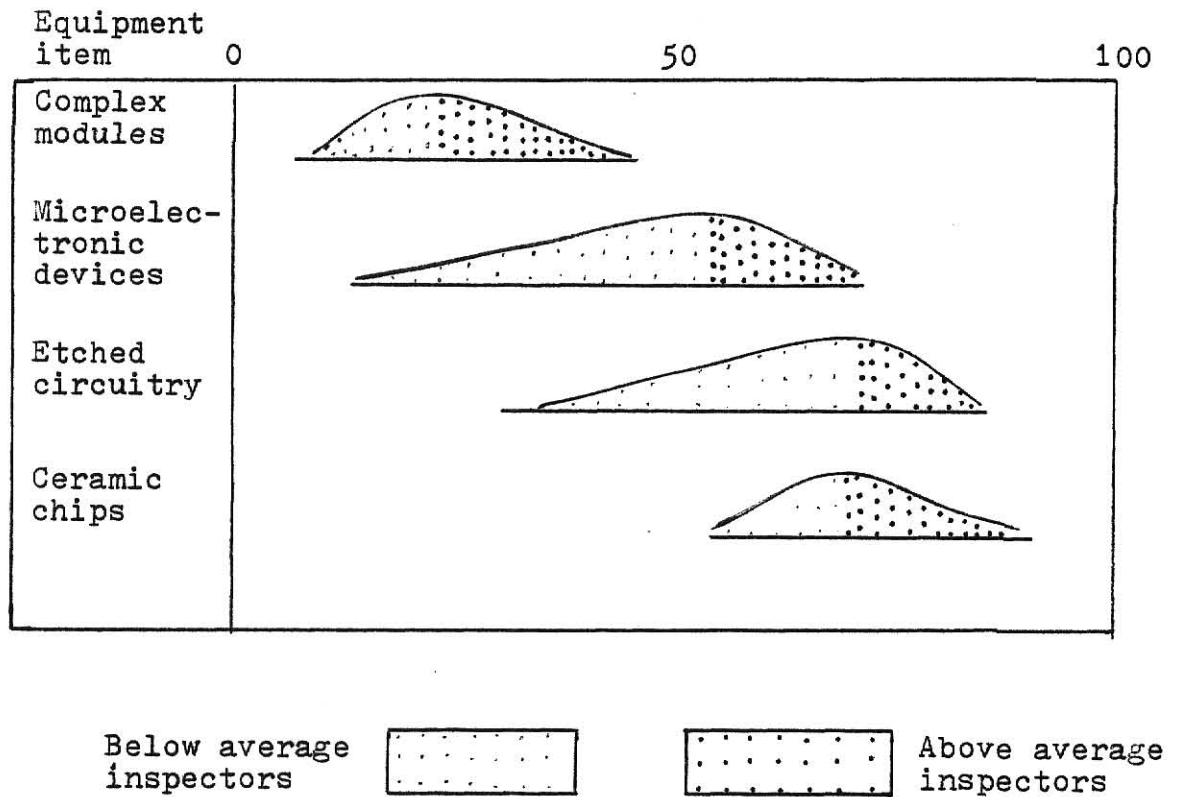 Equipment
item 0 50 100
Complex
modules
Microelec-
tronic
devices
Etched
circuitry
Ceramic
chips
Below average
inspectors
Above average
inspectors